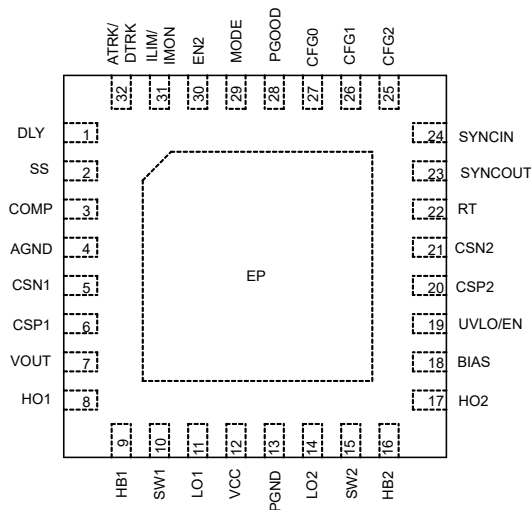 ATRK/
DTRK
ILIM/
IMON
EN2
MODE
PGOOD
CFG0
CFG1
CFG2
32
31
30
29
28
27
26
25
DLY 1
SS 2
COMP 3
AGND 4
CSN1 5
CSP1 6
VOUT 7
HO1 8
EP
24 SYNCIN
23 SYNCOUT
22 RT
21 CSN2
20 CSP2
19 UVLO/EN
18 BIAS
17 HO2
9
10
11
12
13
14
15
16
HB1
SW1
LO1
VCC
PGND
LO2
SW2
HB2